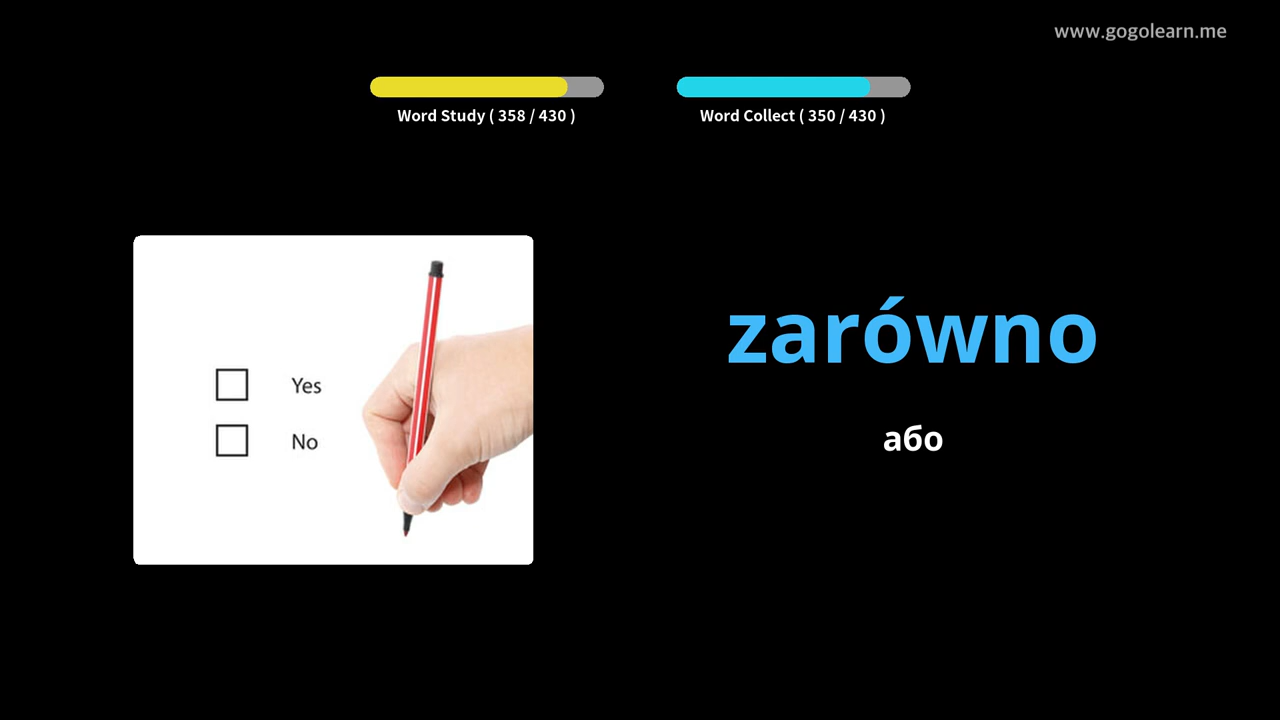 www.gogolearn.me
Word Study ( 358 / 430 )
Word Collect ( 350 / 430 )
Yes
No
zarówno
або